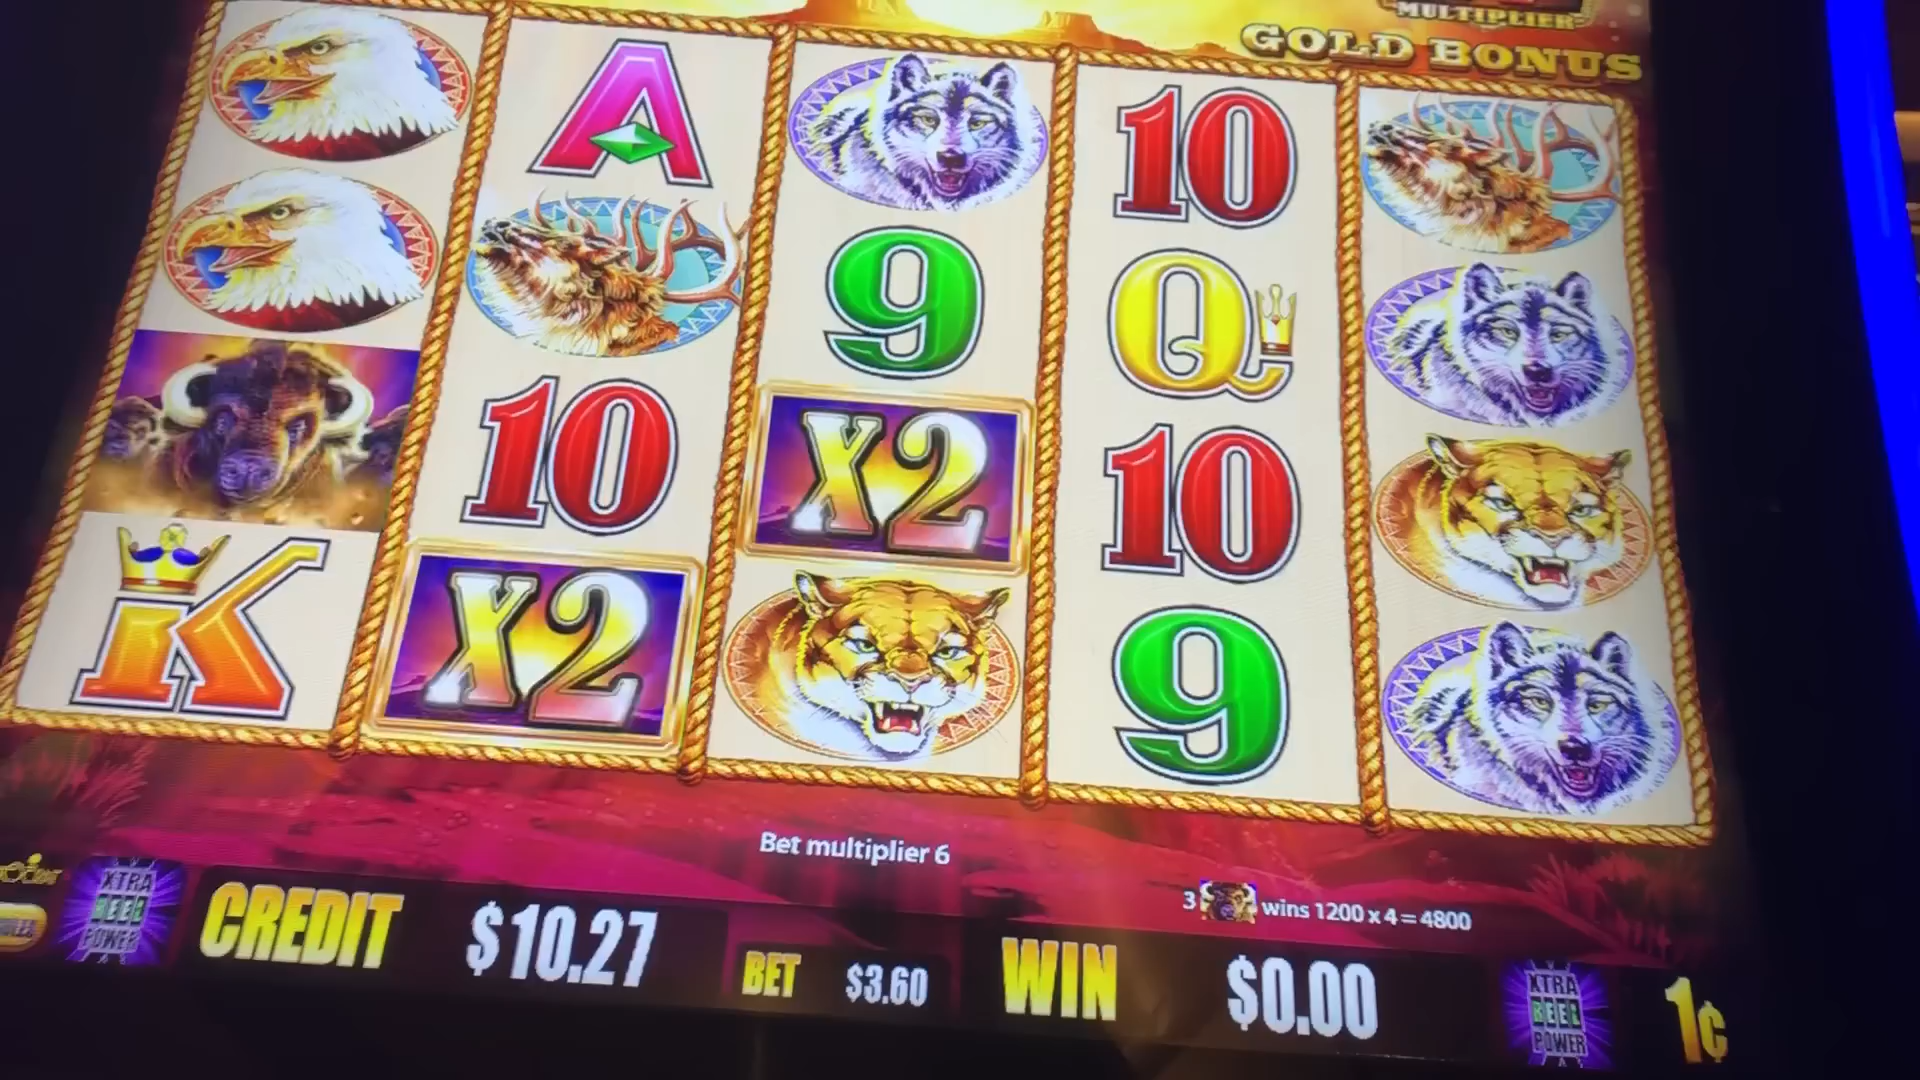 MULTIPLIER
GOLD BONUS
A
10
9
Q
10
X2
10
K
X2
9
Bet multiplier 6
3 wins 1200 x 4 = 4800
XTRA
REEL
POWER
CREDIT $10.27
BET $3.60
WIN $0.00
XTRA
REEL
POWER
1¢